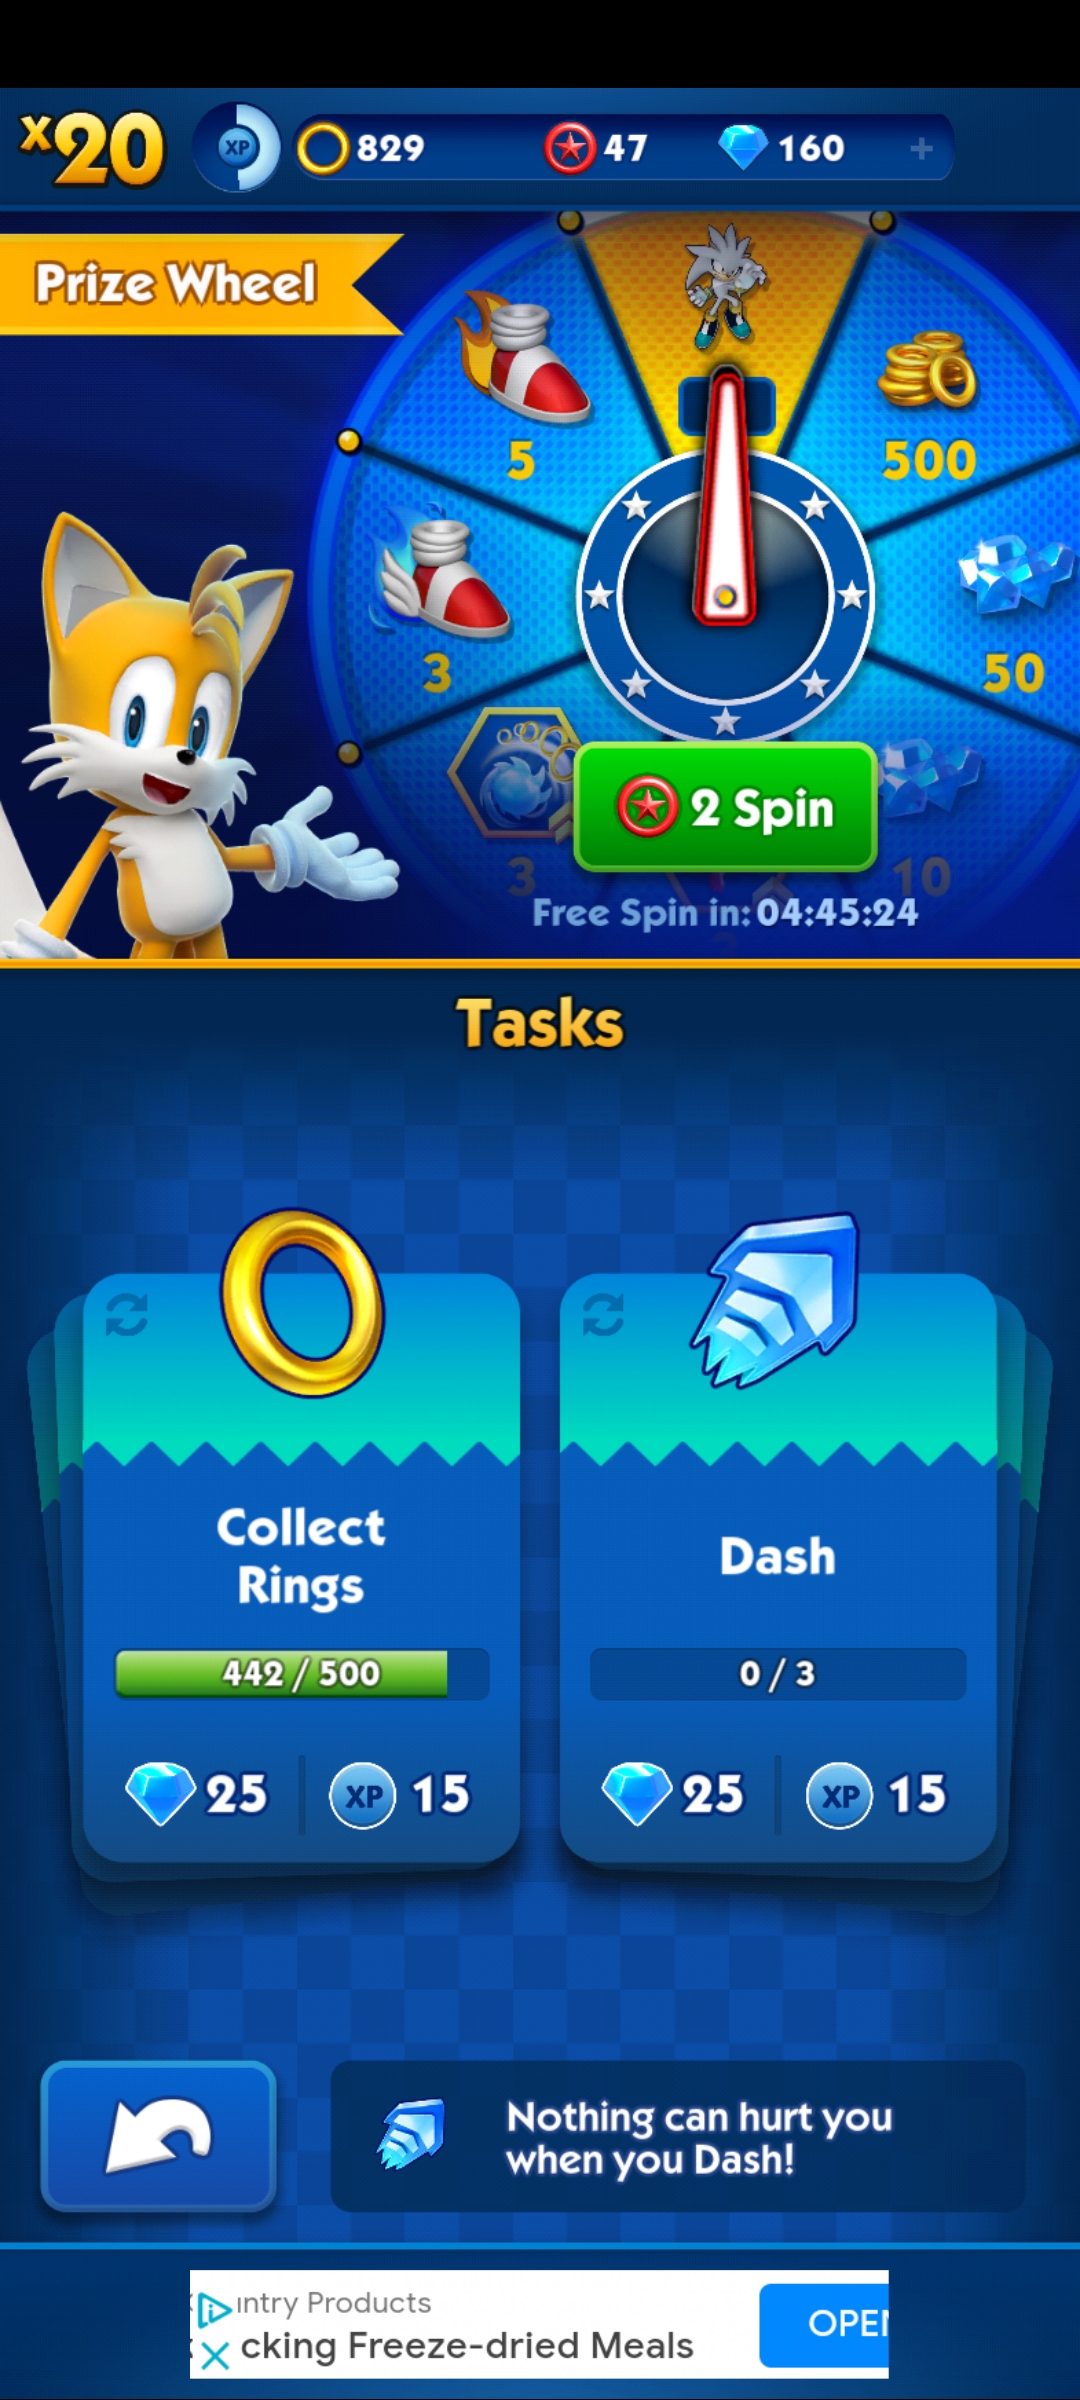 x20
XP
829
47
160
+
Prize Wheel
5
500
3
50
2 Spin
3
10
Free Spin in: 04:45:24
Tasks
Collect
Rings
Dash
442 / 500
0 / 3
25
XP
15
25
XP
15
Nothing can hurt you
when you Dash!
ntry Products
cking Freeze-dried Meals
OPEN